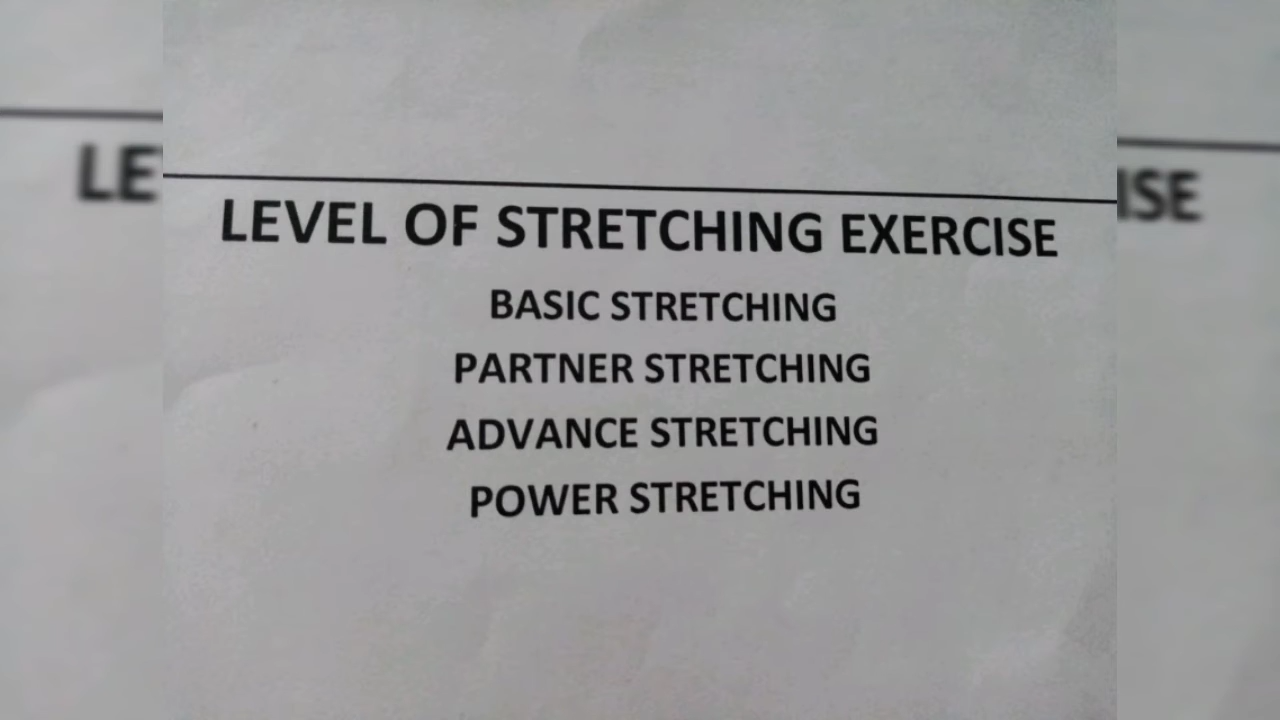 LEVEL OF STRETCHING EXERCISE
BASIC STRETCHING
PARTNER STRETCHING
ADVANCE STRETCHING
POWER STRETCHING